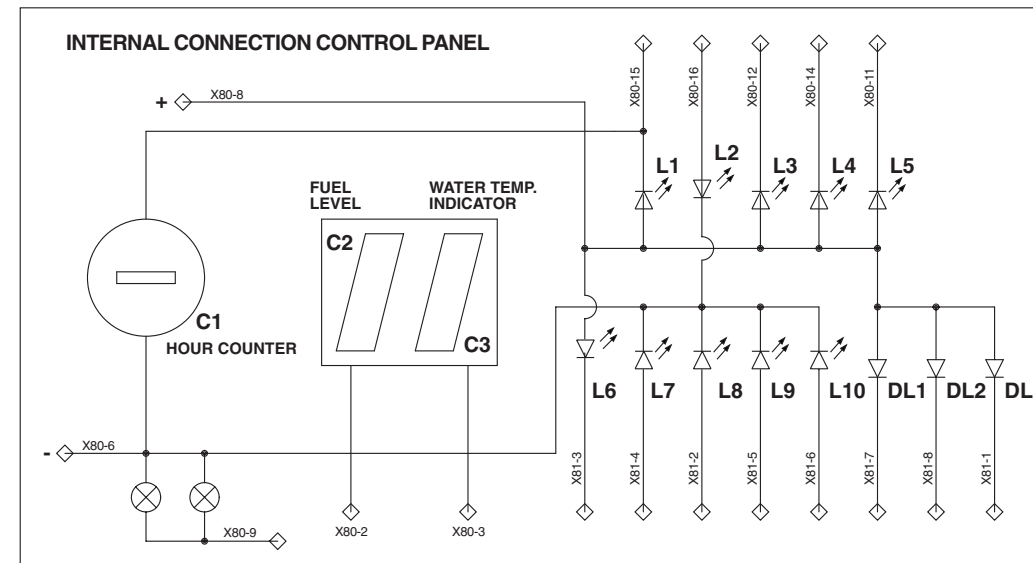 INTERNAL CONNECTION CONTROL PANEL
+
X80-8
X80-15
X80-16
X80-12
X80-14
X80-11
L1
L2
L3
L4
L5
FUEL
LEVEL
WATER TEMP.
INDICATOR
C2
C3
C1
HOUR COUNTER
L6
L7
L8
L9
L10
DL1
DL2
DL
-
X80-6
X80-9
X80-2
X80-3
X81-3
X81-4
X81-2
X81-5
X81-6
X81-7
X81-8
X81-1